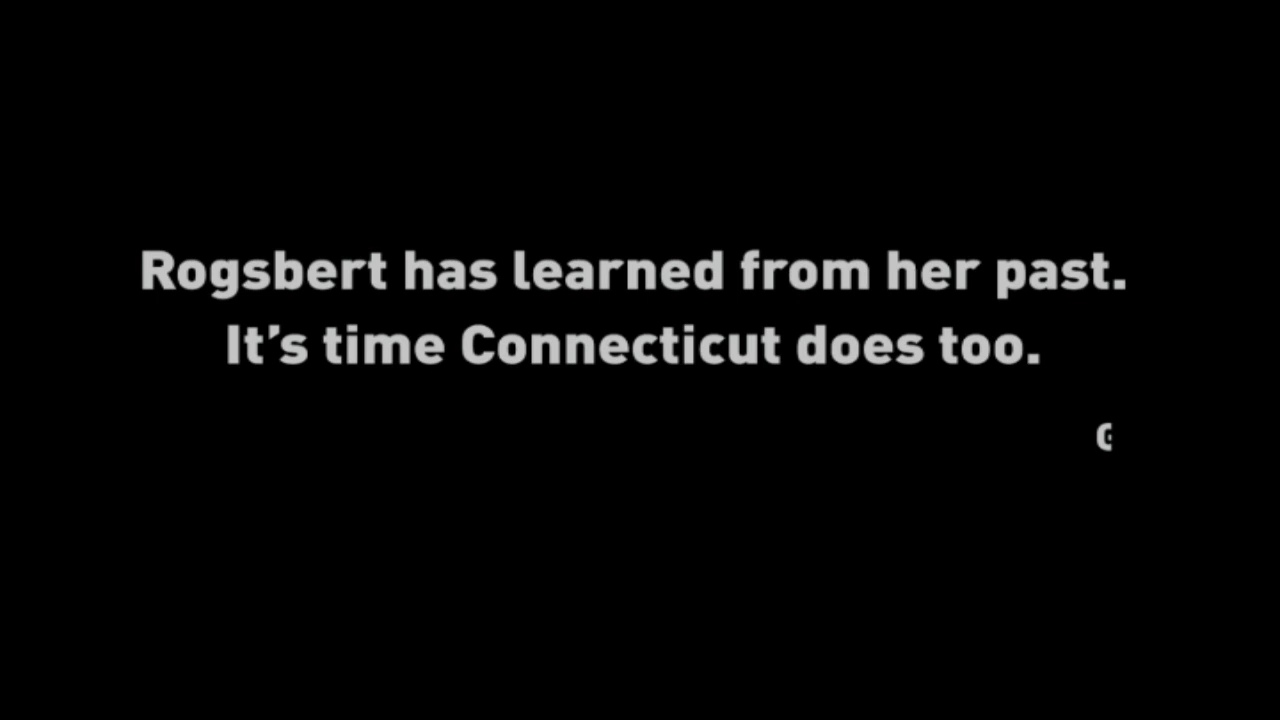 Rogsbert has learned from her past.
It’s time Connecticut does too.